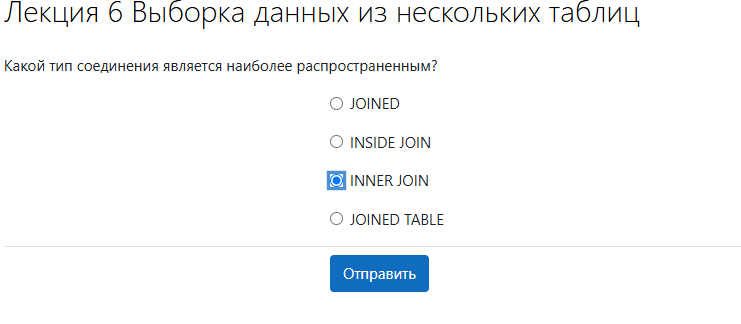 Лекция 6 Выборка данных из нескольких таблиц
Какой тип соединения является наиболее распространенным?
JOINED
INSIDE JOIN
INNER JOIN
JOINED TABLE
Отправить